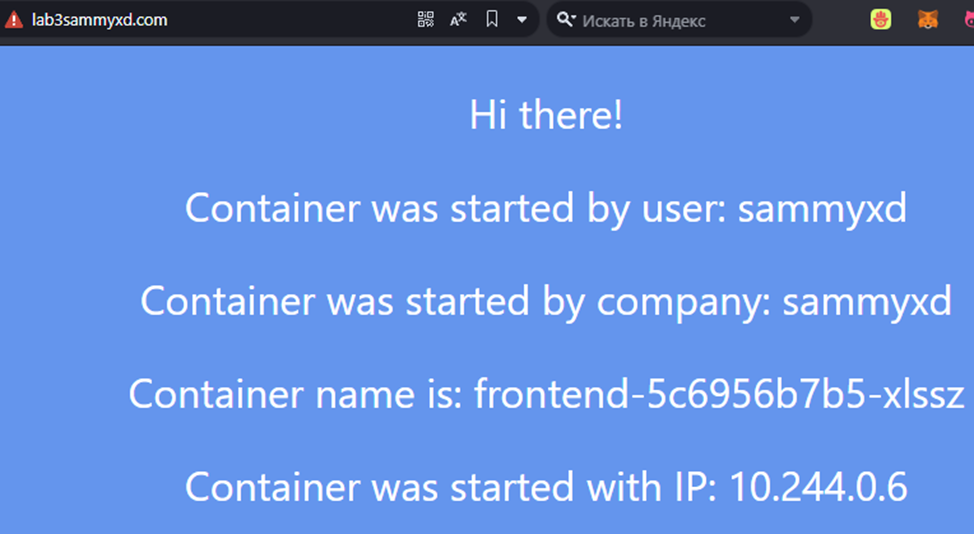 lab3sammyxd.com
Искать в Яндекс
Hi there!
Container was started by user: sammyxd
Container was started by company: sammyxd
Container name is: frontend-5c6956b7b5-xlssz
Container was started with IP: 10.244.0.6